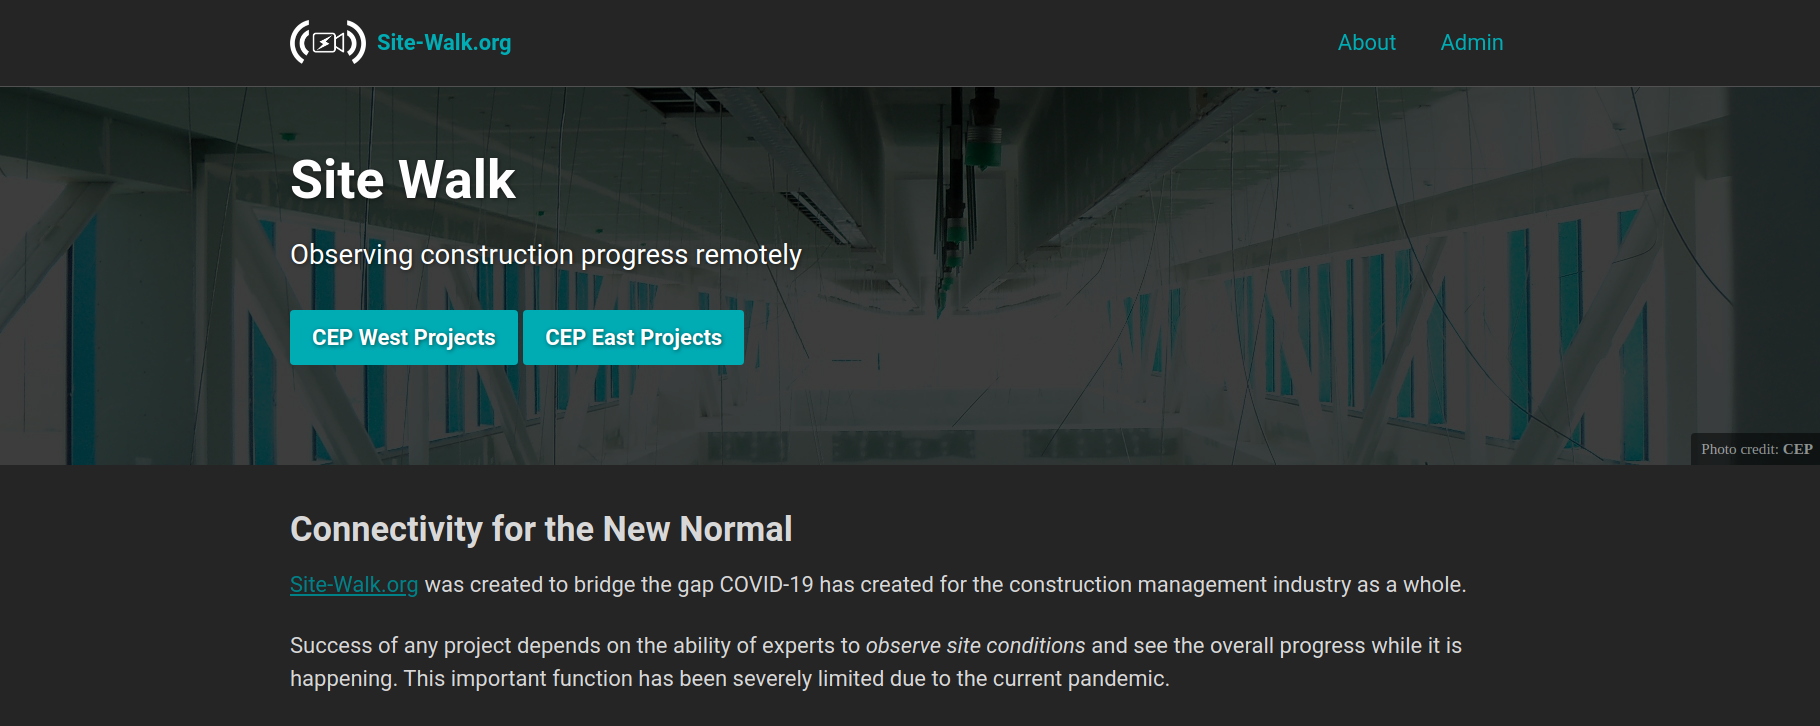 Site-Walk.org
About
Admin
Site Walk
Observing construction progress remotely
CEP West Projects
CEP East Projects
Photo credit: CEP
Connectivity for the New Normal
Site-Walk.org was created to bridge the gap COVID-19 has created for the construction management industry as a whole.
Success of any project depends on the ability of experts to observe site conditions and see the overall progress while it is
happening. This important function has been severely limited due to the current pandemic.